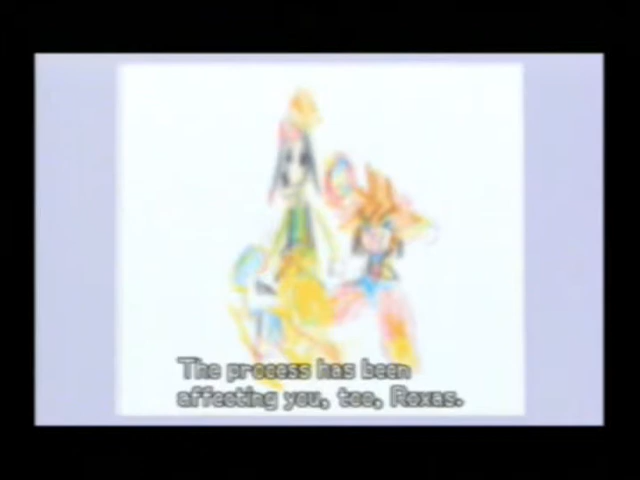 The process has been
affecting you, too, Roxas.